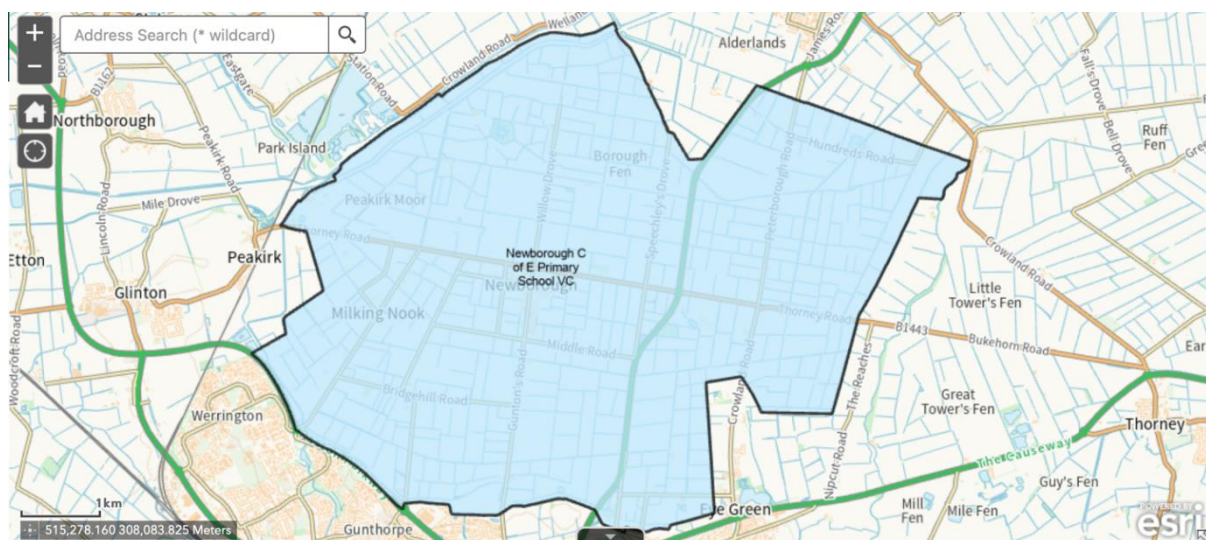 +
Address Search (* wildcard)
−
Welland
Alderlands
James Road
Crowland Road
Station Road
Eastgate
B1162
Northborough
Peakirk Road
Park Island
Fall's Drove
Bell Drove
Ruff
Fen
Hundreds Road
Borough
Fen
Lincoln Road
Mile Drove
Peakirk Moor
Willow Drove
Speechley's Drove
Peterborough Road
Etton
Peakirk
Thorney Road
Newborough C
of E Primary
School VC
Newborough
Crowland Road
Glinton
Milking Nook
Little
Tower's Fen
Thorney Road
B1443
Bukehorn Road
Middle Road
Woodcroft Road
Bridgehill Road
Gunton's Road
Crowland Road
The Reaches
Great
Tower's Fen
Werrington
Thorney
The Causeway
Nipcut Road
Guy's Fen
1km
Mill
Fen
Mile Fen
Eye Green
Gunthorpe
515,278.160 308,083.825 Meters
POWERED BY
esri